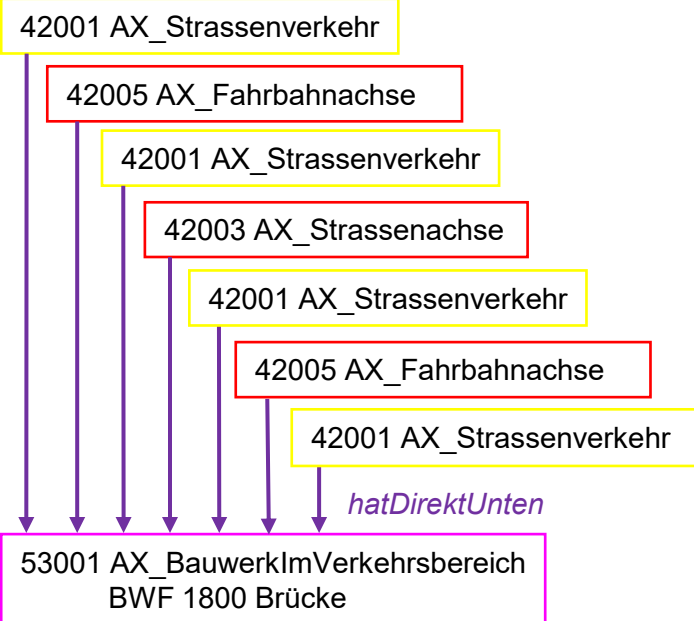 42001 AX_Strassenverkehr
42005 AX_Fahrbahnachse
42001 AX_Strassenverkehr
42003 AX_Strassenachse
42001 AX_Strassenverkehr
42005 AX_Fahrbahnachse
42001 AX_Strassenverkehr
hatDirektUnten
53001 AX_BauwerkImVerkehrsbereich
BWF 1800 Brücke